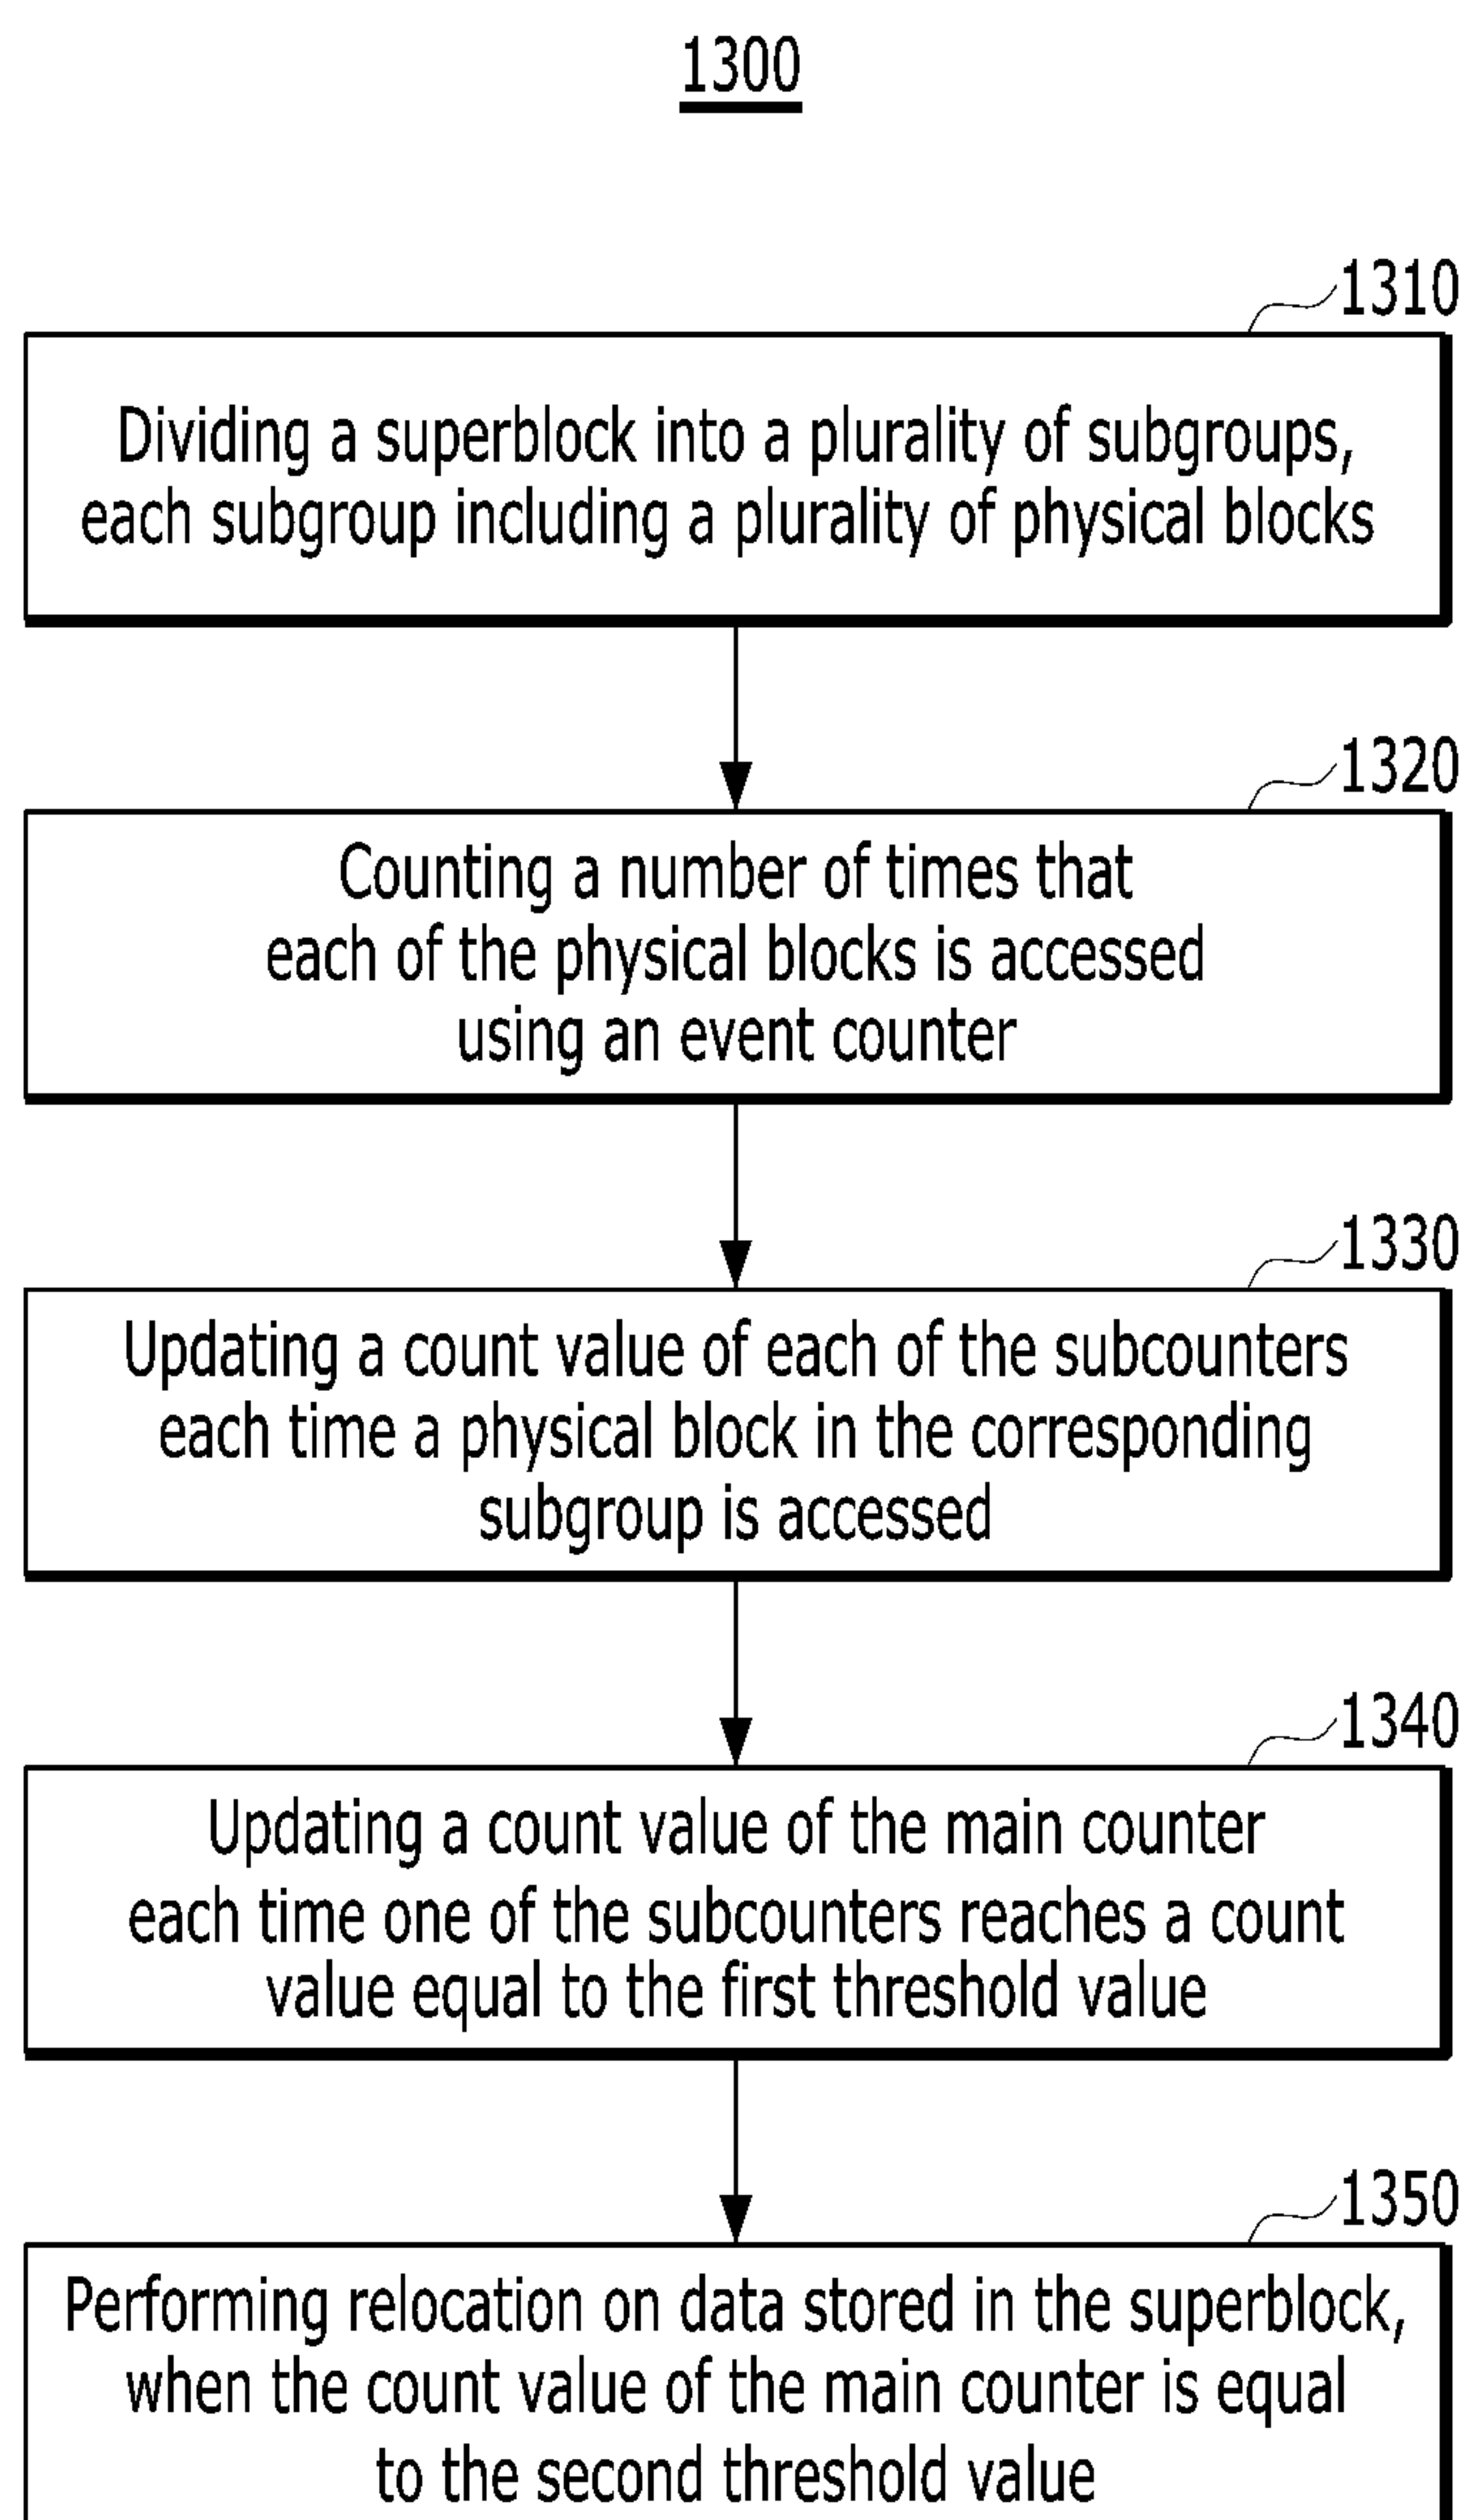 1300
1310
Dividing a superblock into a plurality of subgroups,
each subgroup including a plurality of physical blocks
1320
Counting a number of times that
each of the physical blocks is accessed
using an event counter
1330
Updating a count value of each of the subcounters
each time a physical block in the corresponding
subgroup is accessed
1340
Updating a count value of the main counter
each time one of the subcounters reaches a count
value equal to the first threshold value
1350
Performing relocation on data stored in the superblock,
when the count value of the main counter is equal
to the second threshold value